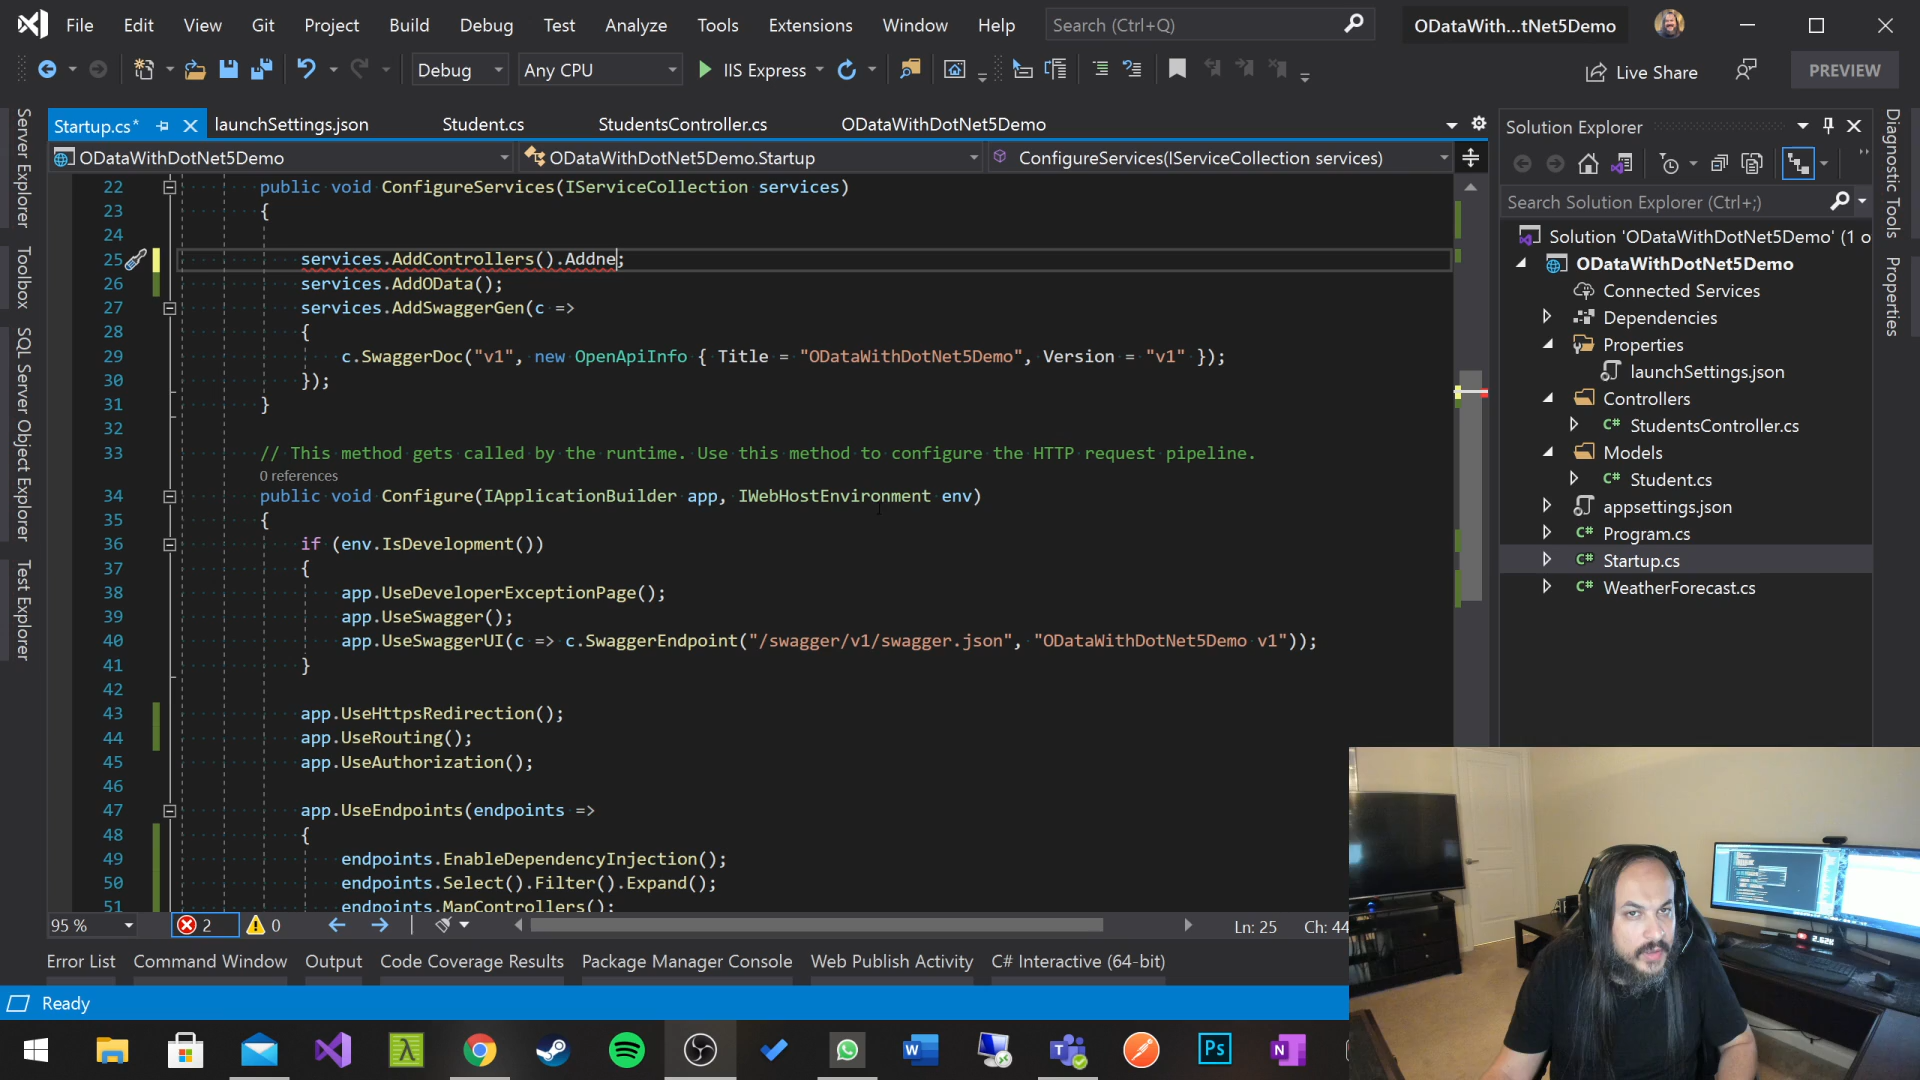 File Edit View Git Project Build Debug Test Analyze Tools Extensions Window Help Search (Ctrl+Q) ODataWith...tNet5Demo
Debug Any CPU IIS Express Live Share PREVIEW
Startup.cs* launchSettings.json Student.cs StudentsController.cs ODataWithDotNet5Demo
ODataWithDotNet5Demo ODataWithDotNet5Demo.Startup ConfigureServices(IServiceCollection services)
22 public void ConfigureServices(IServiceCollection services)
23 {
24
25 services.AddControllers().Addne;
26 services.AddOData();
27 services.AddSwaggerGen(c =>
28 {
29 c.SwaggerDoc("v1", new OpenApiInfo { Title = "ODataWithDotNet5Demo", Version = "v1" });
30 });
31 }
32
33 // This method gets called by the runtime. Use this method to configure the HTTP request pipeline.
0 references
34 public void Configure(IApplicationBuilder app, IWebHostEnvironment env)
35 {
36 if (env.IsDevelopment())
37 {
38 app.UseDeveloperExceptionPage();
39 app.UseSwagger();
40 app.UseSwaggerUI(c => c.SwaggerEndpoint("/swagger/v1/swagger.json", "ODataWithDotNet5Demo v1"));
41 }
42
43 app.UseHttpsRedirection();
44 app.UseRouting();
45 app.UseAuthorization();
46
47 app.UseEndpoints(endpoints =>
48 {
49 endpoints.EnableDependencyInjection();
50 endpoints.Select().Filter().Expand();
51 endpoints.MapControllers();
95 % 2 0 Ln: 25 Ch: 44
Error List Command Window Output Code Coverage Results Package Manager Console Web Publish Activity C# Interactive (64-bit)
Ready
Server Explorer
Toolbox
SQL Server Object Explorer
Test Explorer
Solution Explorer
Search Solution Explorer (Ctrl+;)
Solution 'ODataWithDotNet5Demo' (1 o
ODataWithDotNet5Demo
Connected Services
Dependencies
Properties
launchSettings.json
Controllers
C# StudentsController.cs
Models
C# Student.cs
appsettings.json
C# Program.cs
C# Startup.cs
C# WeatherForecast.cs
Diagnostic Tools
Properties